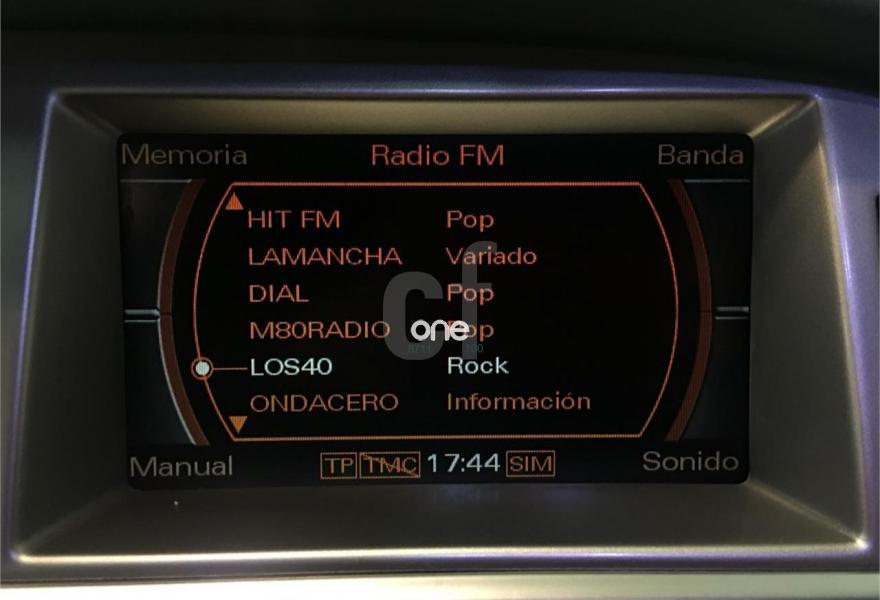 Memoria Radio FM Banda
HIT FM Pop
LAMANCHA Variado
DIAL Pop
cf
M80RADIO one Pop
LOS40 Rock
ONDACERO Información
Manual TP TMC 17:44 SIM Sonido